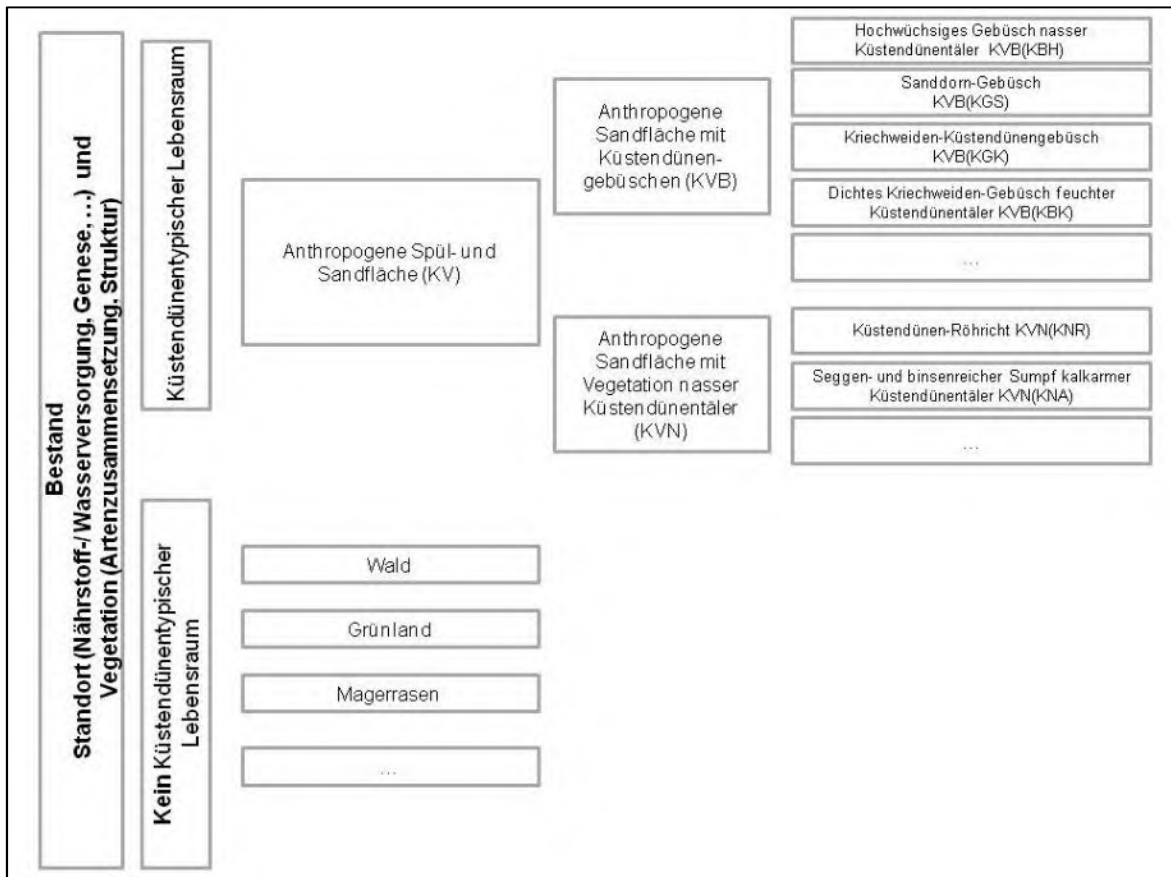 Bestand
Standort (Nährstoff-/ Wasserversorgung, Genese, ...) und
Vegetation (Artenzusammensetzung, Struktur)
Küstendünentypischer Lebensraum
Anthropogene Spül- und
Sandfläche (KV)
Anthropogene
Sandfläche mit
Küstendünen-
gebüschen (KVB)
Hochwüchsiges Gebüsch nasser
Küstendünentäler KVB(KBH)
Sanddorn-Gebüsch
KVB(KGS)
Kriechweiden-Küstendünengebüsch
KVB(KGK)
Dichtes Kriechweiden-Gebüsch feuchter
Küstendünentäler KVB(KBK)
...
Anthropogene
Sandfläche mit
Vegetation nasser
Küstendünentäler
(KVN)
Küstendünen-Röhricht KVN(KNR)
Seggen- und binsenreicher Sumpf kalkarmer
Küstendünentäler KVN(KNA)
...
Kein Küstendünentypischer
Lebensraum
Wald
Grünland
Magerrasen
...